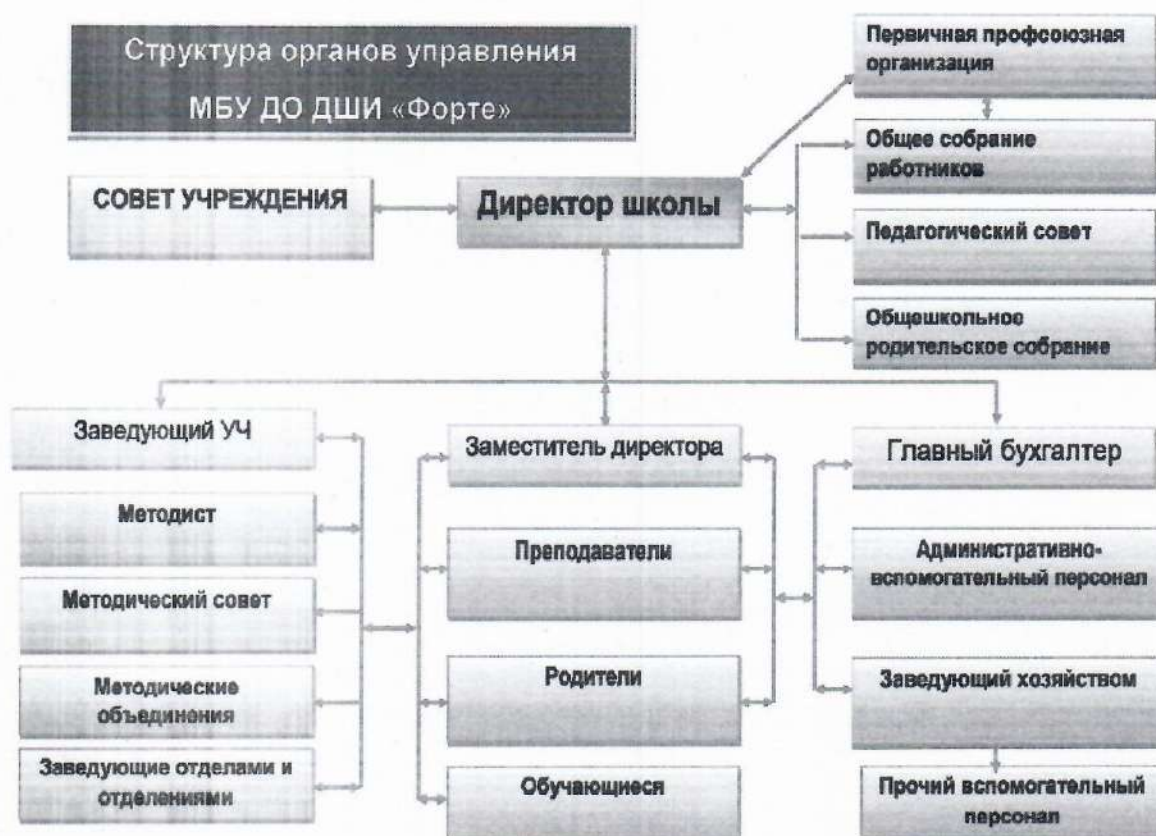 Структура органов управления
МБУ ДО ДШИ «Форте»
Первичная профсоюзная
организация
Общее собрание
работников
СОВЕТ УЧРЕЖДЕНИЯ
Директор школы
Педагогический совет
Общешкольное
родительское собрание
Заведующий УЧ
Методист
Методический совет
Методические
объединения
Заведующие отделами и
отделениями
Заместитель директора
Преподаватели
Родители
Обучающиеся
Главный бухгалтер
Административно-
вспомогательный персонал
Заведующий хозяйством
Прочий вспомогательный
персонал